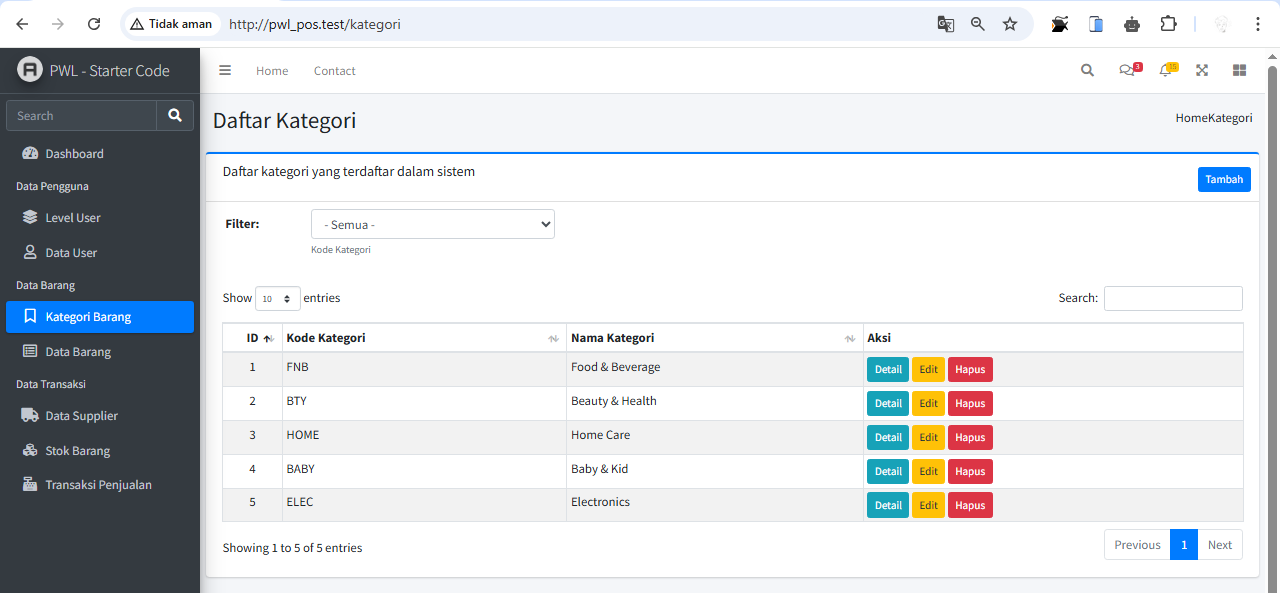 Tidak aman http://pwl_pos.test/kategori
PWL - Starter Code
Home Contact 3 15
Search
Dashboard
Data Pengguna
Level User
Data User
Data Barang
Kategori Barang
Data Barang
Data Transaksi
Data Supplier
Stok Barang
Transaksi Penjualan
Daftar Kategori HomeKategori
Daftar kategori yang terdaftar dalam sistem Tambah
Filter: - Semua -
Kode Kategori
Show 10 entries Search:
ID Kode Kategori Nama Kategori Aksi
1 FNB Food & Beverage Detail Edit Hapus
2 BTY Beauty & Health Detail Edit Hapus
3 HOME Home Care Detail Edit Hapus
4 BABY Baby & Kid Detail Edit Hapus
5 ELEC Electronics Detail Edit Hapus
Showing 1 to 5 of 5 entries Previous 1 Next